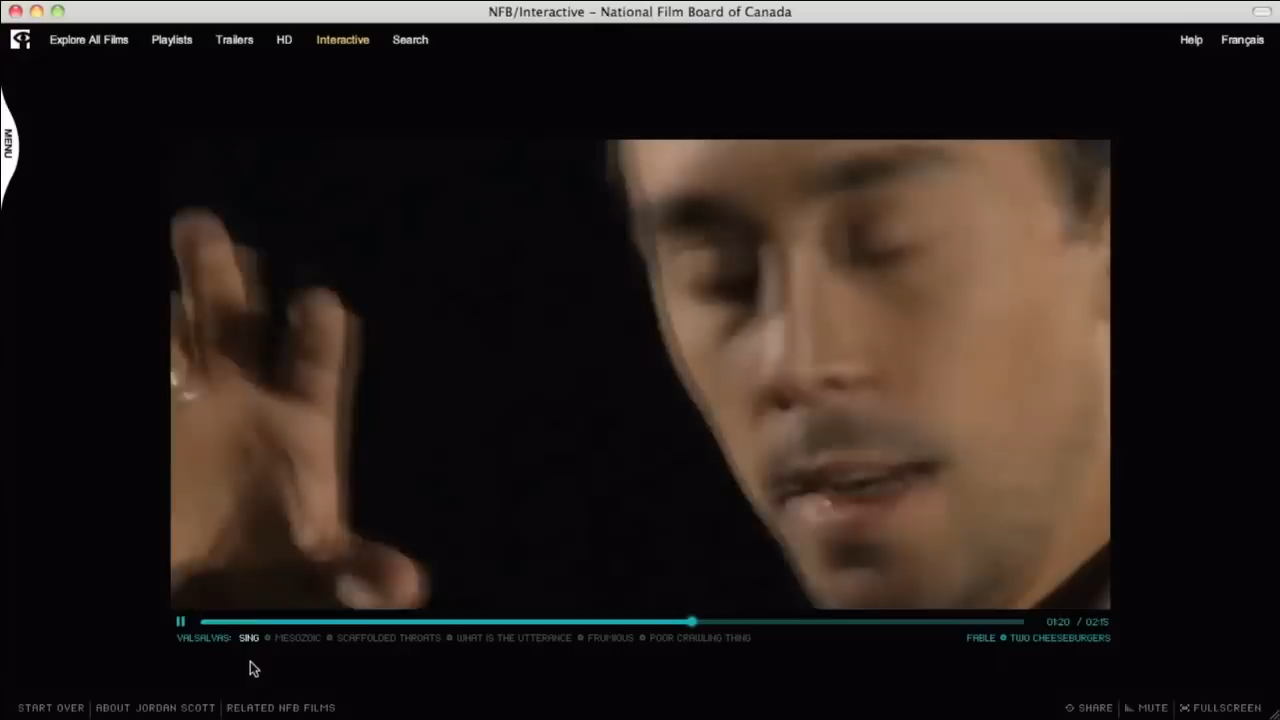 NFB/Interactive – National Film Board of Canada
Explore All Films Playlists Trailers HD Interactive Search Help Français
MENU
01:20 / 02:15
VALSALVAS: SING MESOZOIC SCAFFOLDED THROATS WHAT IS THE UTTERANCE FRUMIOUS POOR CRAWLING THING FABLE TWO CHEESEBURGERS
START OVER | ABOUT JORDAN SCOTT | RELATED NFB FILMS SHARE | MUTE | FULLSCREEN